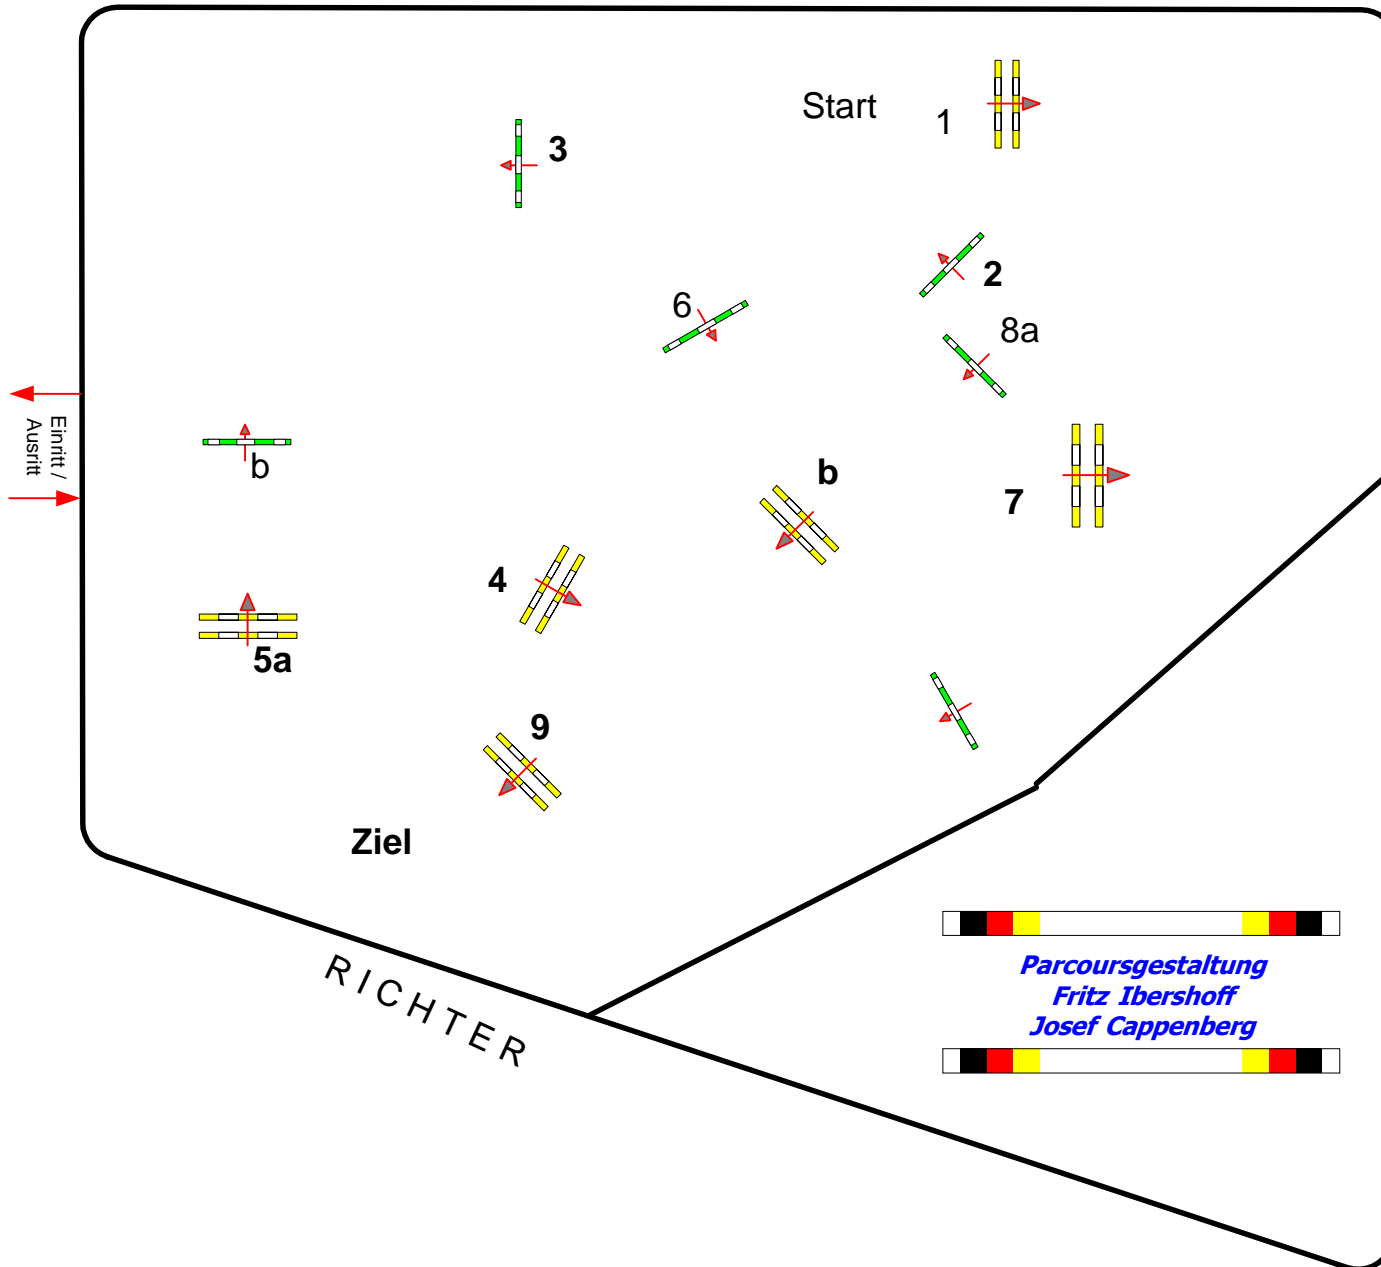 Start
1
3
2
6
8a
Einritt /
Ausritt
b
b
7
4
5a
9
Ziel
RICHTER
Parcoursgestaltung
Fritz Ibershoff
Josef Cappenberg